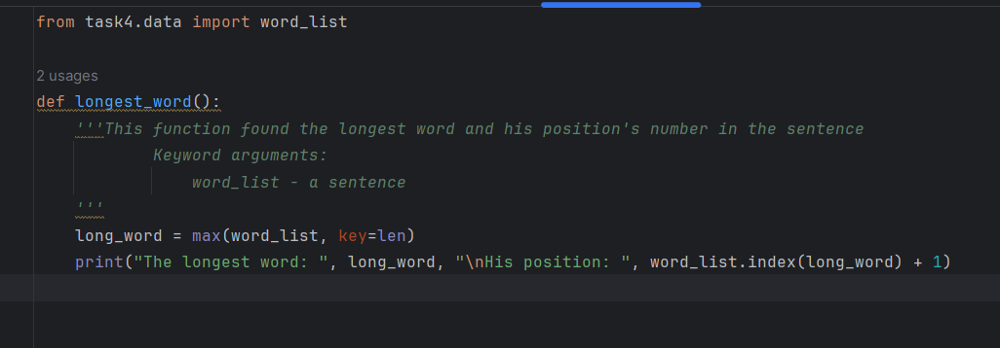 from task4.data import word_list
2 usages
def longest_word():
'''This function found the longest word and his position's number in the sentence
Keyword arguments:
word_list - a sentence
'''
long_word = max(word_list, key=len)
print("The longest word: ", long_word, "\nHis position: ", word_list.index(long_word) + 1)